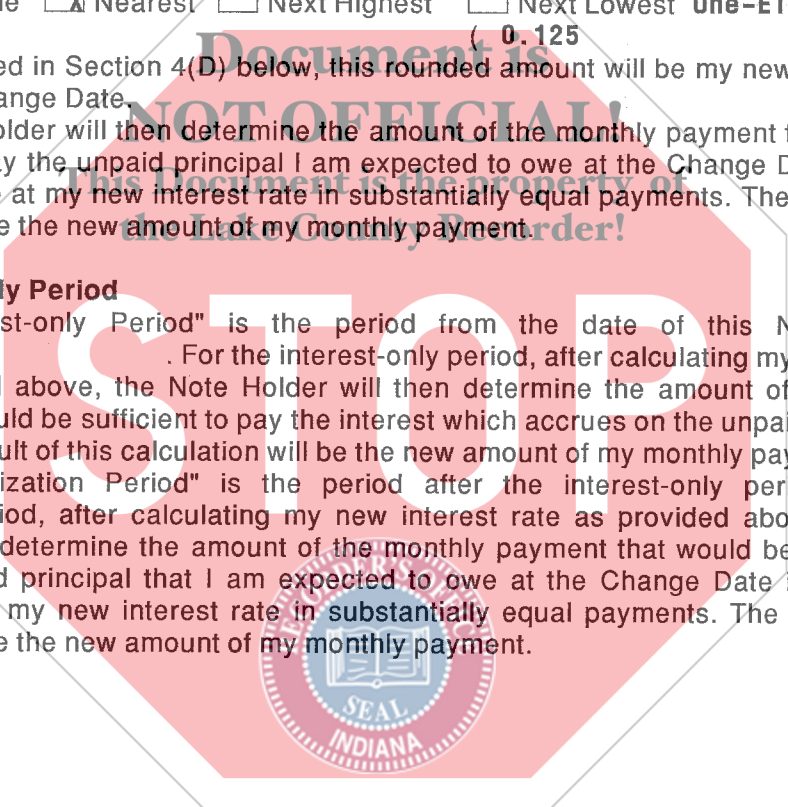 Nearest Next Highest Next Lowest
( 0.125
ed in Section 4(D) below, this rounded amount will be my new
ange Date.
older will then determine the amount of the monthly payment
y the unpaid principal I am expected to owe at the Change D
e at my new interest rate in substantially equal payments. The
e the new amount of my monthly payment.
Document is
NOT OFFICIAL!
This Document is the property of
the Lake County Recorder!
ly Period
st-only Period" is the period from the date of this N
. For the interest-only period, after calculating my
d above, the Note Holder will then determine the amount of
uld be sufficient to pay the interest which accrues on the unpai
ult of this calculation will be the new amount of my monthly pay
ization Period" is the period after the interest-only per
iod, after calculating my new interest rate as provided abo
determine the amount of the monthly payment that would be
d principal that I am expected to owe at the Change Date
my new interest rate in substantially equal payments. The
e the new amount of my monthly payment.
STOP
RECORDER'S OFFICE
SEAL
INDIANA